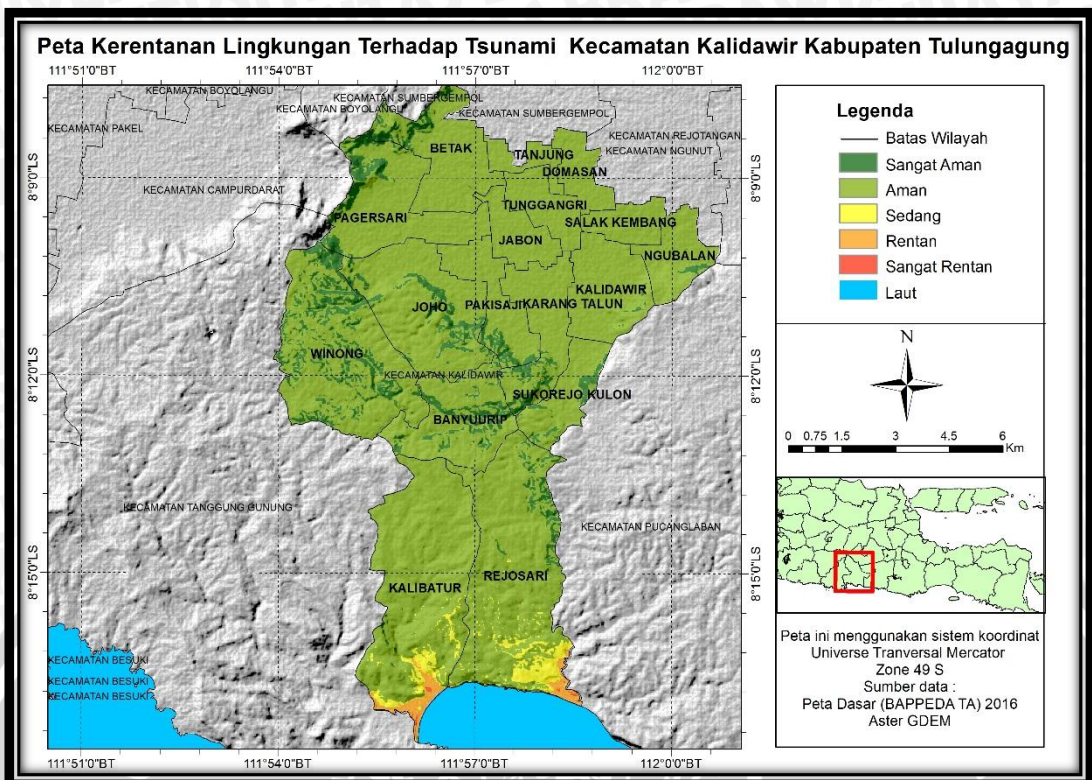 Peta Kerentanan Lingkungan Terhadap Tsunami Kecamatan Kalidawir Kabupaten Tulungagung
111°51'0"BT
111°54'0"BT
111°57'0"BT
112°0'0"BT
KECAMATAN BOYOLANGU
KECAMATAN SUMBERGEMPOL
KECAMATAN BOYOLANGU
KECAMATAN SUMBERGEMPOL
KECAMATAN PAKEL
KECAMATAN REJOTANGAN
BETAK
TANJUNG
KECAMATAN NGUNUT
DOMASAN
8°9'0"LS
8°9'0"LS
KECAMATAN CAMPURDARAT
TUNGGANGRI
PAGERSARI
SALAK KEMBANG
JABON
NGUBALAN
KALIDAWIR
JOHO
PAKISAJI
KARANG TALUN
WINONG
KECAMATAN KALIDAWIR
8°12'0"LS
8°12'0"LS
SUKOREJO KULON
BANYUURIP
KECAMATAN TANGGUNG GUNUNG
KECAMATAN PUCANGLABAN
8°15'0"LS
8°15'0"LS
REJOSARI
KALIBATUR
KECAMATAN BESUKI
KECAMATAN BESUKI
KECAMATAN BESUKI
111°51'0"BT
111°54'0"BT
111°57'0"BT
112°0'0"BT
Legenda
Batas Wilayah
Sangat Aman
Aman
Sedang
Rentan
Sangat Rentan
Laut
N
0 0.75 1.5 3 4.5 6
Km
Peta ini menggunakan sistem koordinat
Universe Tranversal Mercator
Zone 49 S
Sumber data :
Peta Dasar (BAPPEDA TA) 2016
Aster GDEM